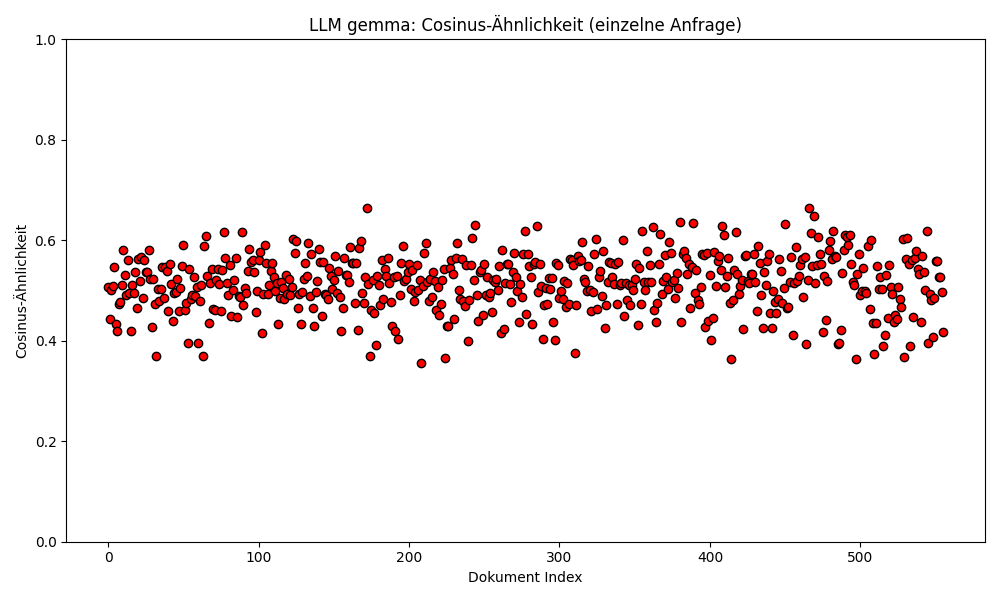 LLM gemma: Cosinus-Ähnlichkeit (einzelne Anfrage)
1.0
0.8
0.6
0.4
0.2
0.0
Cosinus-Ähnlichkeit
0 100 200 300 400 500
Dokument Index